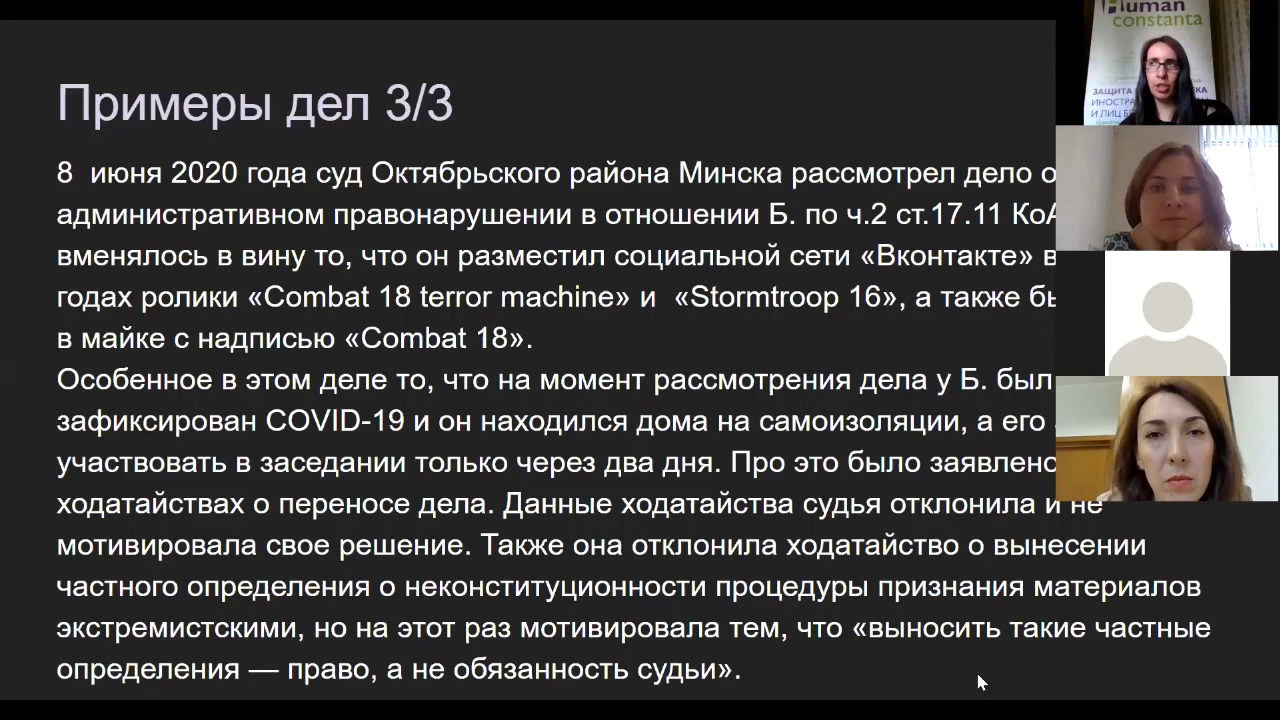 Примеры дел 3/3
8 июня 2020 года суд Октябрьского района Минска рассмотрел дело о
административном правонарушении в отношении Б. по ч.2 ст.17.11
вменялось в вину то, что он разместил социальной сети «Вконтакте» в
годах ролики «Combat 18 terror machine» и «Stormtroop 16», а также
в майке с надписью «Combat 18».
Особенное в этом деле то, что на момент рассмотрения дела у Б. был
зафиксирован COVID-19 и он находился дома на самоизоляции, а его
участвовать в заседании только через два дня. Про это было заявлено
ходатайствах о переносе дела. Данные ходатайства судья отклонила и не
мотивировала свое решение. Также она отклонила ходатайство о вынесении
частного определения о неконституционности процедуры признания материалов
экстремистскими, но на этот раз мотивировала тем, что «выносить такие частные
определения — право, а не обязанность судьи».
Human
constanta
ЗАЩИТА